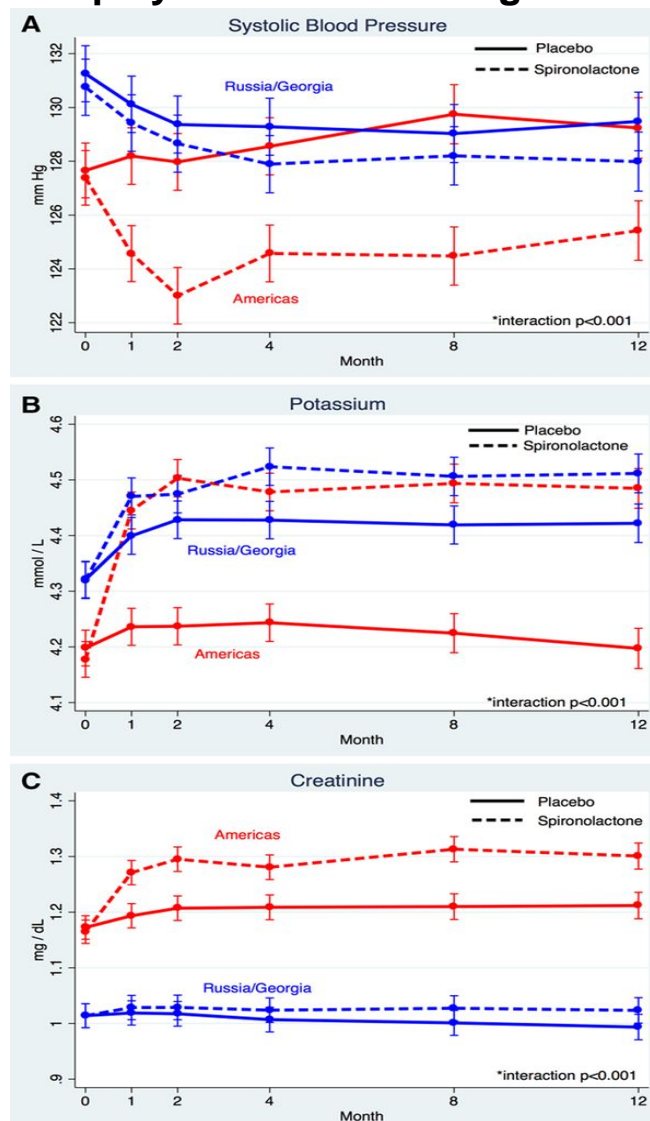 A
Systolic Blood Pressure
Placebo
Spironolactone
Russia/Georgia
Americas
*interaction p<0.001
mm Hg
132
130
128
126
124
122
0 1 2 4 8 12
Month
B
Potassium
Placebo
Spironolactone
Russia/Georgia
Americas
*interaction p<0.001
mmol / L
4.6
4.5
4.4
4.3
4.2
4.1
0 1 2 4 8 12
Month
C
Creatinine
Placebo
Spironolactone
Americas
Russia/Georgia
*interaction p<0.001
mg / dL
1.4
1.3
1.2
1.1
1
.9
0 1 2 4 8 12
Month